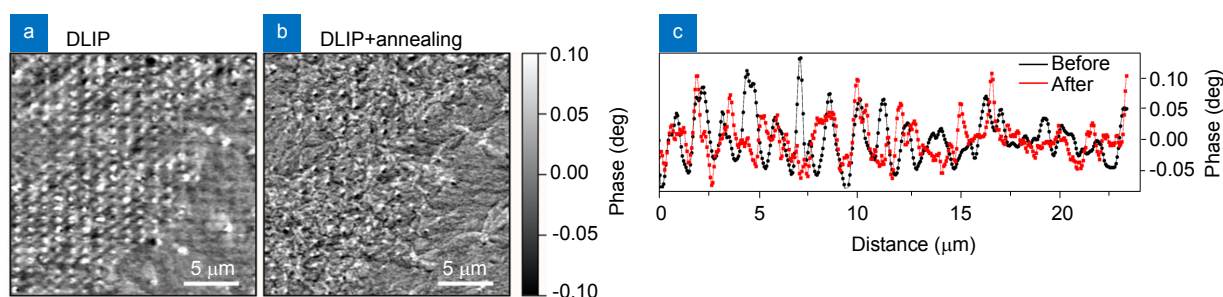 a
DLIP
5 μm
b
DLIP+annealing
5 μm
0.10
0.05
0.00
-0.05
-0.10
Phase (deg)
c
Before
After
0.10
0.05
0.00
-0.05
Phase (deg)
0 5 10 15 20
Distance (μm)